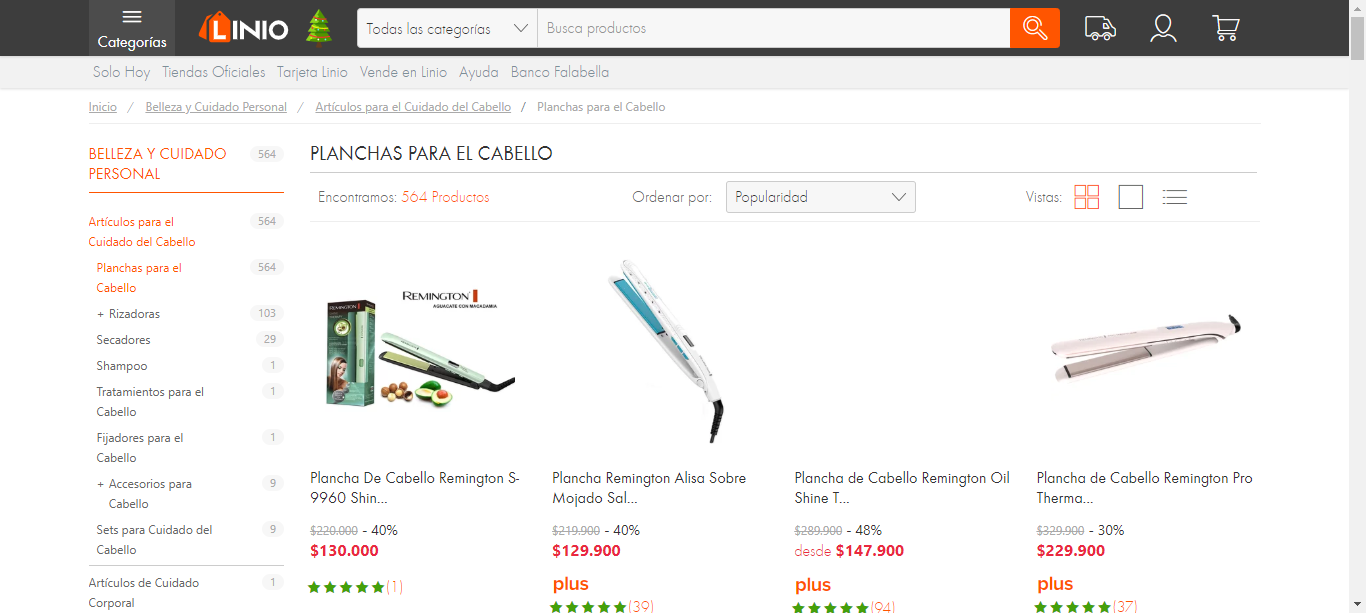 Categorías
LINIO
Todas las categorías
Busca productos
Solo Hoy Tiendas Oficiales Tarjeta Linio Vende en Linio Ayuda Banco Falabella
Inicio / Belleza y Cuidado Personal / Artículos para el Cuidado del Cabello / Planchas para el Cabello
BELLEZA Y CUIDADO 564
PERSONAL
Artículos para el 564
Cuidado del Cabello
Planchas para el 564
Cabello
+ Rizadoras 103
Secadores 29
Shampoo 1
Tratamientos para el 1
Cabello
Fijadores para el 1
Cabello
+ Accesorios para 9
Cabello
Sets para Cuidado del 9
Cabello
Artículos de Cuidado 1
Corporal
PLANCHAS PARA EL CABELLO
Encontramos: 564 Productos
Ordenar por: Popularidad
Vistas:
REMINGTON
AGUACATE CON MACADAMIA
REMINGTON
Plancha De Cabello Remington S-
9960 Shin...
$220.000 - 40%
$130.000
(1)
Plancha Remington Alisa Sobre
Mojado Sal...
$219.900 - 40%
$129.900
plus
(39)
Plancha de Cabello Remington Oil
Shine T...
$289.900 - 48%
desde $147.900
plus
(94)
Plancha de Cabello Remington Pro
Therma...
$329.900 - 30%
$229.900
plus
(37)